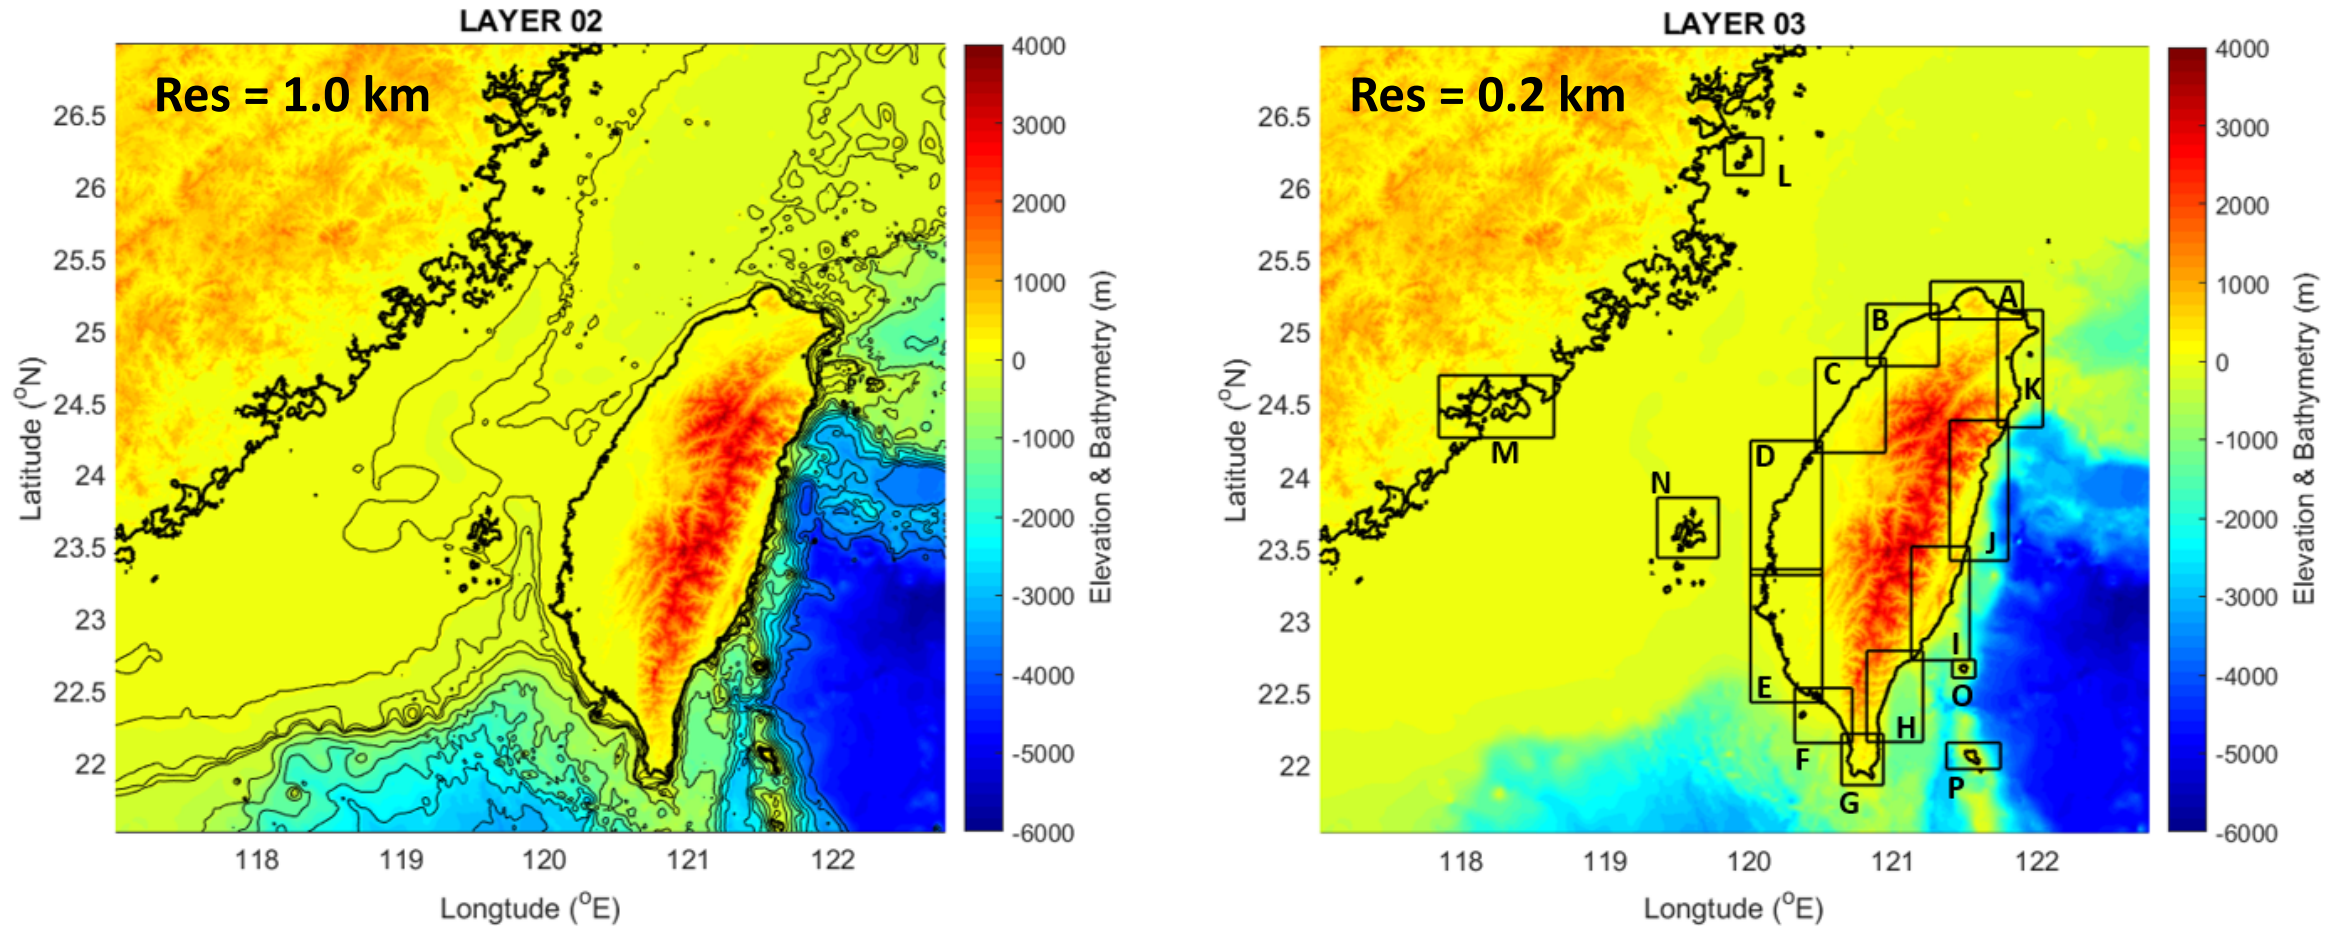 LAYER 02
Res = 1.0 km
26.5
26
25.5
25
24.5
24
23.5
23
22.5
22
118
119
120
121
122
Latitude (°N)
Longtude (°E)
4000
3000
2000
1000
0
-1000
-2000
-3000
-4000
-5000
-6000
Elevation & Bathymetry (m)
LAYER 03
Res = 0.2 km
26.5
26
25.5
25
24.5
24
23.5
23
22.5
22
118
119
120
121
122
Latitude (°N)
Longtude (°E)
L
A
B
C
K
M
D
N
J
I
E
O
H
F
P
G
4000
3000
2000
1000
0
-1000
-2000
-3000
-4000
-5000
-6000
Elevation & Bathymetry (m)